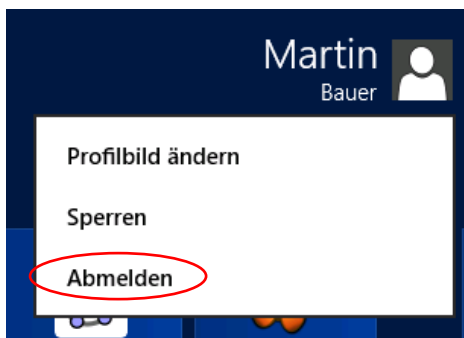 Martin
Bauer
Profilbild ändern
Sperren
Abmelden